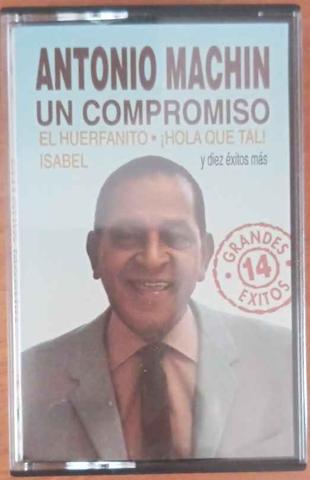 ANTONIO MACHIN
UN COMPROMISO
EL HUERFANITO • ¡HOLA QUE TAL!
ISABEL
y diez éxitos más
GRANDES
14
EXITOS